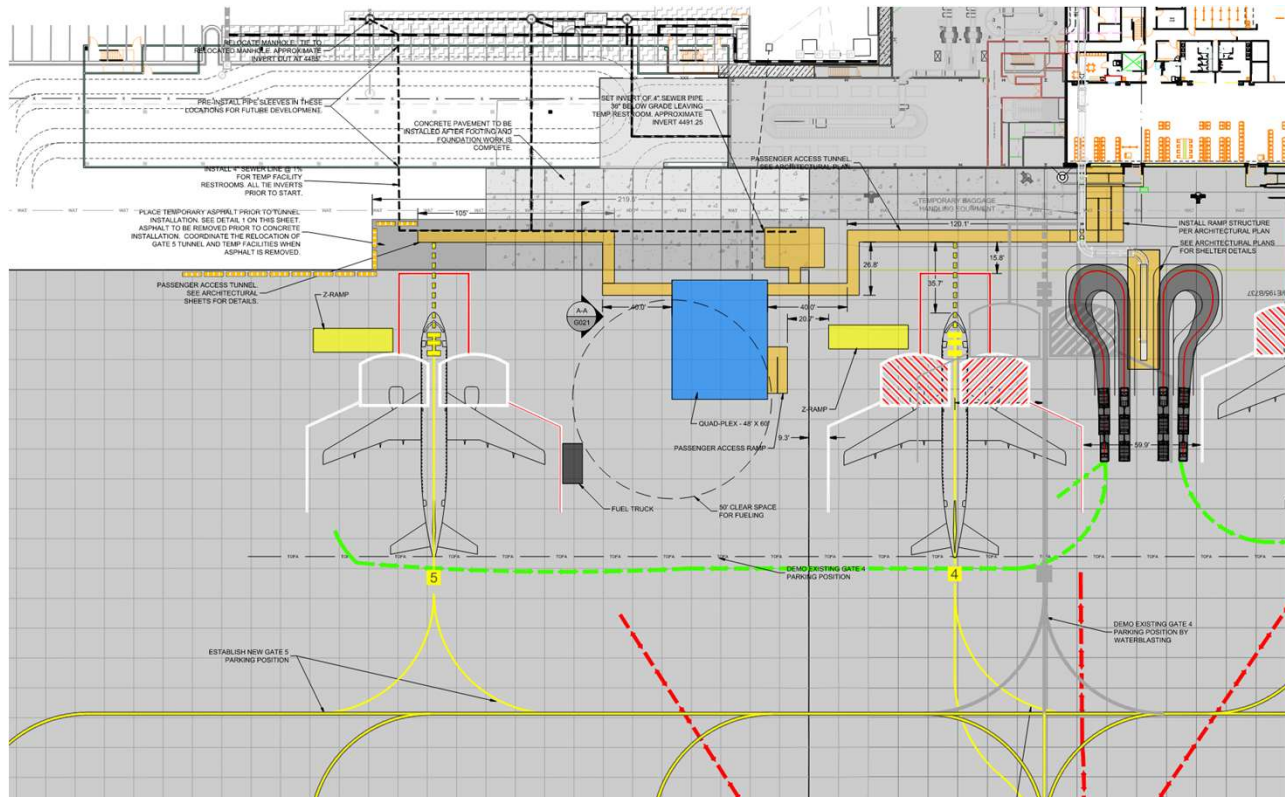 RELOCATE MANHOLE. TIE TO
RELOCATED MANHOLE. APPROXIMATE
INVERT OUT AT 4488'
PRE-INSTALL PIPE SLEEVES IN THESE
LOCATIONS FOR FUTURE DEVELOPMENT.
CONCRETE PAVEMENT TO BE
INSTALLED AFTER FOOTING AND
FOUNDATION WORK IS
COMPLETE.
SET INVERT OF 4" SEWER PIPE
36" BELOW GRADE LEAVING
TEMP RESTROOM. APPROXIMATE
INVERT 4491.25
INSTALL 4" SEWER LINE @ 1%
FOR TEMP FACILITY
RESTROOMS. ALL TIE INVERTS
PRIOR TO START.
PASSENGER ACCESS TUNNEL.
SEE ARCHITECTURAL PLAN
219.8'
105'
TEMPORARY BAGGAGE
HANDLING EQUIPMENT
120.1'
PLACE TEMPORARY ASPHALT PRIOR TO TUNNEL
INSTALLATION. SEE DETAIL 1 ON THIS SHEET.
ASPHALT TO BE REMOVED PRIOR TO CONCRETE
INSTALLATION. COORDINATE THE RELOCATION OF
GATE 5 TUNNEL AND TEMP FACILITIES WHEN
ASPHALT IS REMOVED.
INSTALL RAMP STRUCTURE
PER ARCHITECTURAL PLAN
SEE ARCHITECTURAL PLANS
FOR SHELTER DETAILS
26.8'
15.8'
35.7'
PASSENGER ACCESS TUNNEL.
SEE ARCHITECTURAL
SHEETS FOR DETAILS.
Z-RAMP
A-A
G021
40.0'
40.0'
20.7'
Z-RAMP
QUAD-PLEX - 48' X 60'
9.3'
PASSENGER ACCESS RAMP
59.9'
FUEL TRUCK
50' CLEAR SPACE
FOR FUELING
TOFA TOFA TOFA TOFA TOFA TOFA
DEMO EXISTING GATE 4
PARKING POSITION
5
4
DEMO EXISTING GATE 4
PARKING POSITION BY
WATERBLASTING
ESTABLISH NEW GATE 5
PARKING POSITION